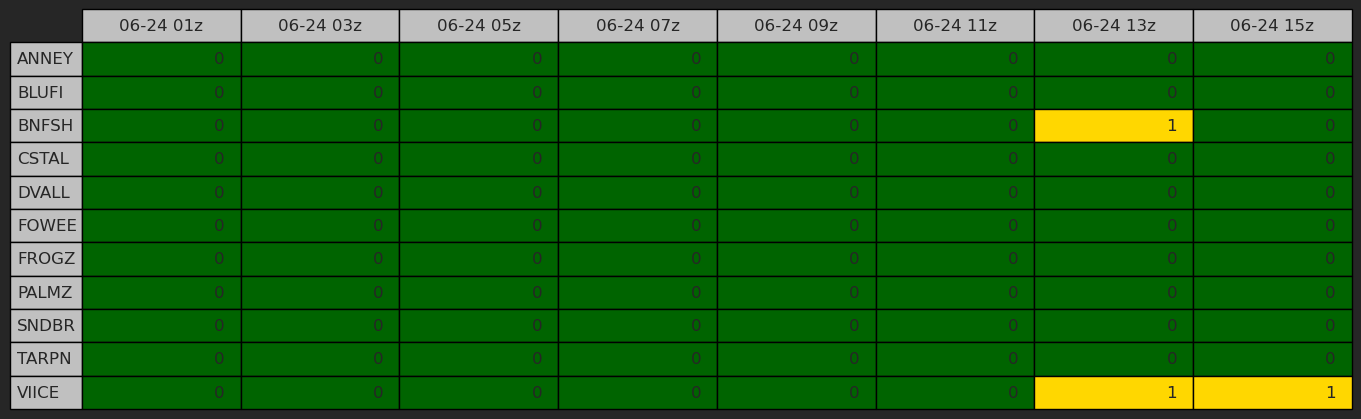 06-24 01z 06-24 03z 06-24 05z 06-24 07z 06-24 09z 06-24 11z 06-24 13z 06-24 15z
ANNEY 0 0 0 0 0 0 0 0
BLUFI 0 0 0 0 0 0 0 0
BNFSH 0 0 0 0 0 0 1 0
CSTAL 0 0 0 0 0 0 0 0
DVALL 0 0 0 0 0 0 0 0
FOWEE 0 0 0 0 0 0 0 0
FROGZ 0 0 0 0 0 0 0 0
PALMZ 0 0 0 0 0 0 0 0
SNDBR 0 0 0 0 0 0 0 0
TARPN 0 0 0 0 0 0 0 0
VIICE 0 0 0 0 0 0 1 1